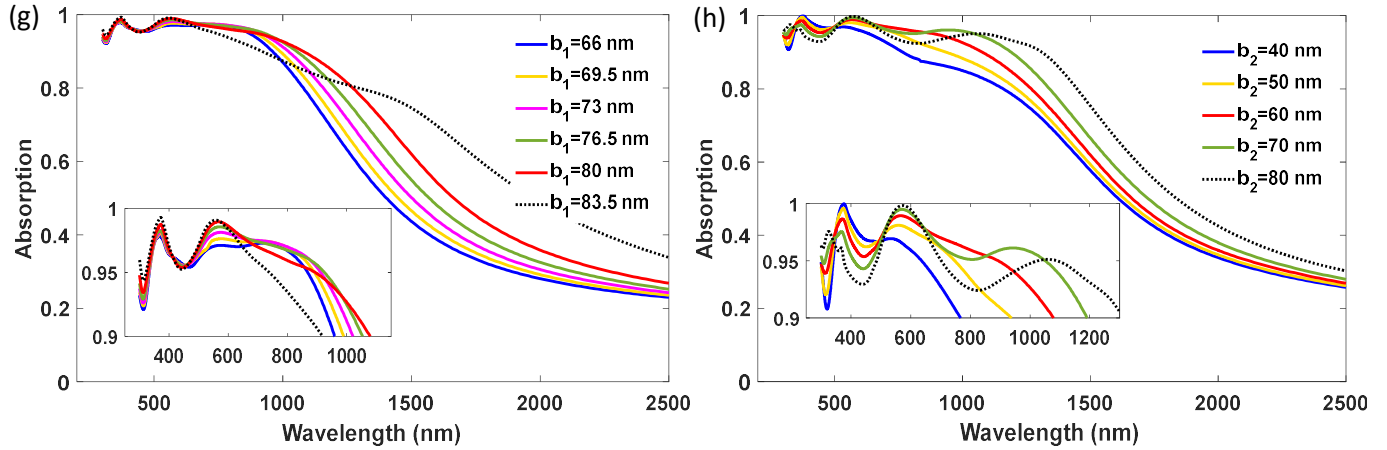 (g)
1
0.8
0.6
0.4
0.2
0
Absorption
b1=66 nm
b1=69.5 nm
b1=73 nm
b1=76.5 nm
b1=80 nm
b1=83.5 nm
1
0.95
0.9
400 600 800 1000
500 1000 1500 2000 2500
Wavelength (nm)
(h)
1
0.8
0.6
0.4
0.2
0
Absorption
b2=40 nm
b2=50 nm
b2=60 nm
b2=70 nm
b2=80 nm
1
0.95
0.9
400 600 800 1000 1200
500 1000 1500 2000 2500
Wavelength (nm)